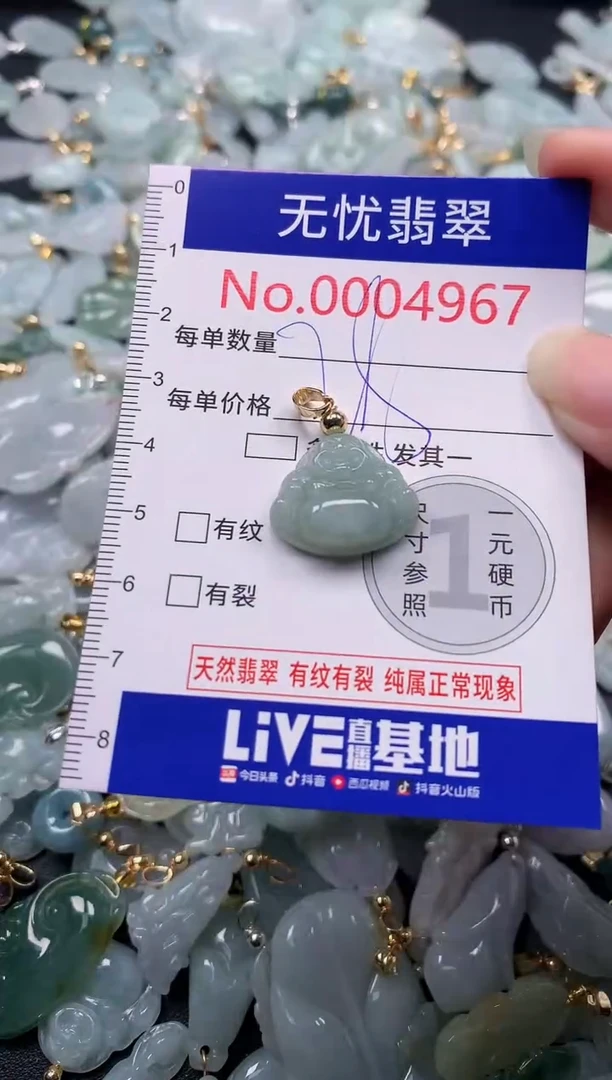 0
无忧翡翠
1
No.0004967
2
每单数量
3
每单价格
4
发其一
5
有纹
尺寸参照
1
一元硬币
6
有裂
7
天然翡翠 有纹有裂 纯属正常现象
8
LiVE直播基地
今日头条 抖音 西瓜视频 抖音火山版